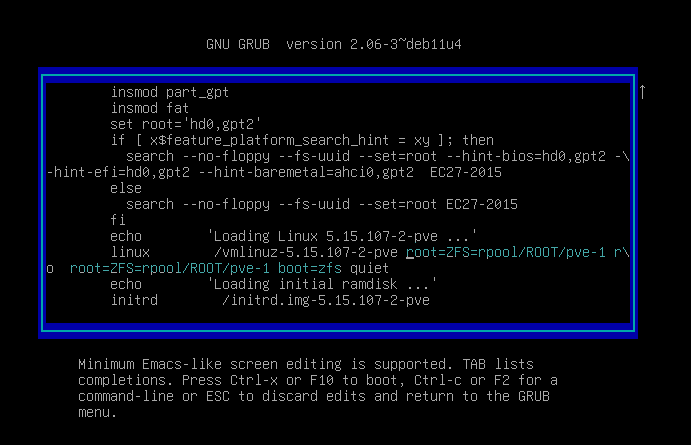 GNU GRUB  version 2.06-3~deb11u4
insmod part_gpt
insmod fat
set root='hd0,gpt2'
if [ x$feature_platform_search_hint = xy ]; then
search --no-floppy --fs-uuid --set=root --hint-bios=hd0,gpt2 -\
-hint-efi=hd0,gpt2 --hint-baremetal=ahci0,gpt2  EC27-2015
else
search --no-floppy --fs-uuid --set=root EC27-2015
fi
echo 'Loading Linux 5.15.107-2-pve ...'
linux /vmlinuz-5.15.107-2-pve root=ZFS=rpool/ROOT/pve-1 r\
o  root=ZFS=rpool/ROOT/pve-1 boot=zfs quiet
echo 'Loading initial ramdisk ...'
initrd /initrd.img-5.15.107-2-pve
Minimum Emacs-like screen editing is supported. TAB lists
completions. Press Ctrl-x or F10 to boot, Ctrl-c or F2 for a
command-line or ESC to discard edits and return to the GRUB
menu.